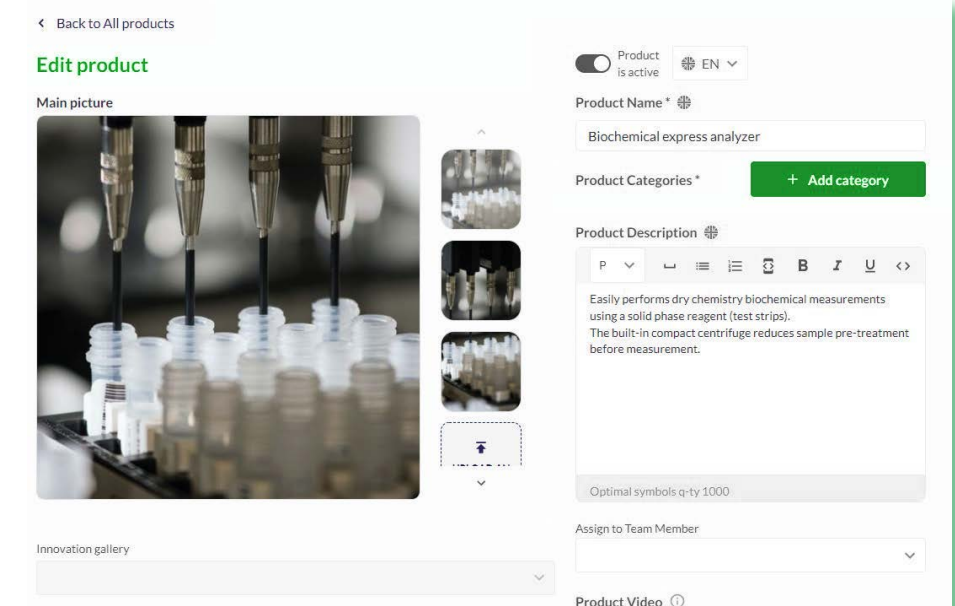 Back to All products
Edit product
Main picture
Innovation gallery
Product
is active
EN
Product Name *
Biochemical express analyzer
Product Categories *
+ Add category
Product Description
P
B I U <>
Easily performs dry chemistry biochemical measurements
using a solid phase reagent (test strips).
The built-in compact centrifuge reduces sample pre-treatment
before measurement.
Optimal symbols q-ty 1000
Assign to Team Member
Product Video